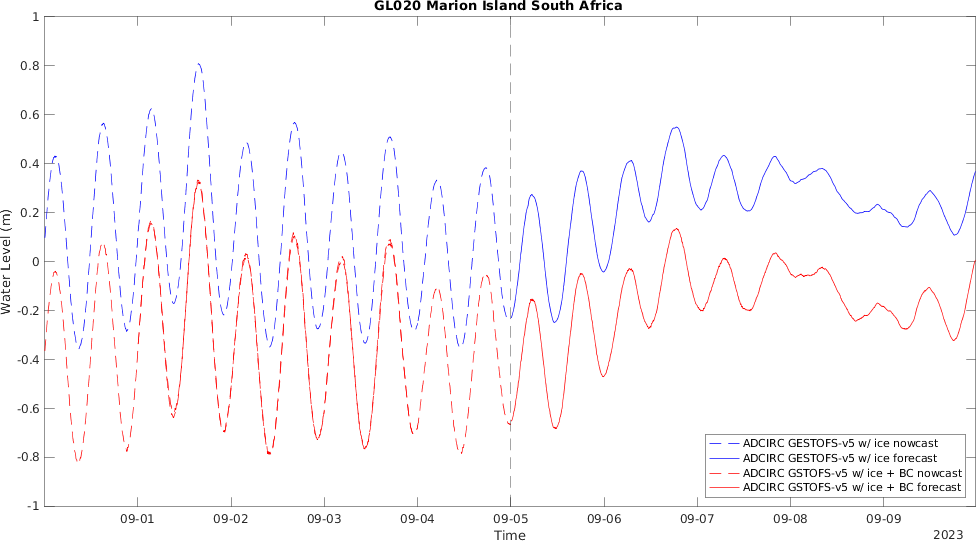 GL020 Marion Island South Africa
1
0.8
0.6
0.4
0.2
0
-0.2
-0.4
-0.6
-0.8
-1
Water Level (m)
ADCIRC GESTOFS-v5 w/ ice nowcast
ADCIRC GESTOFS-v5 w/ ice forecast
ADCIRC GSTOFS-v5 w/ ice + BC nowcast
ADCIRC GSTOFS-v5 w/ ice + BC forecast
09-01 09-02 09-03 09-04 09-05 09-06 09-07 09-08 09-09
Time
2023